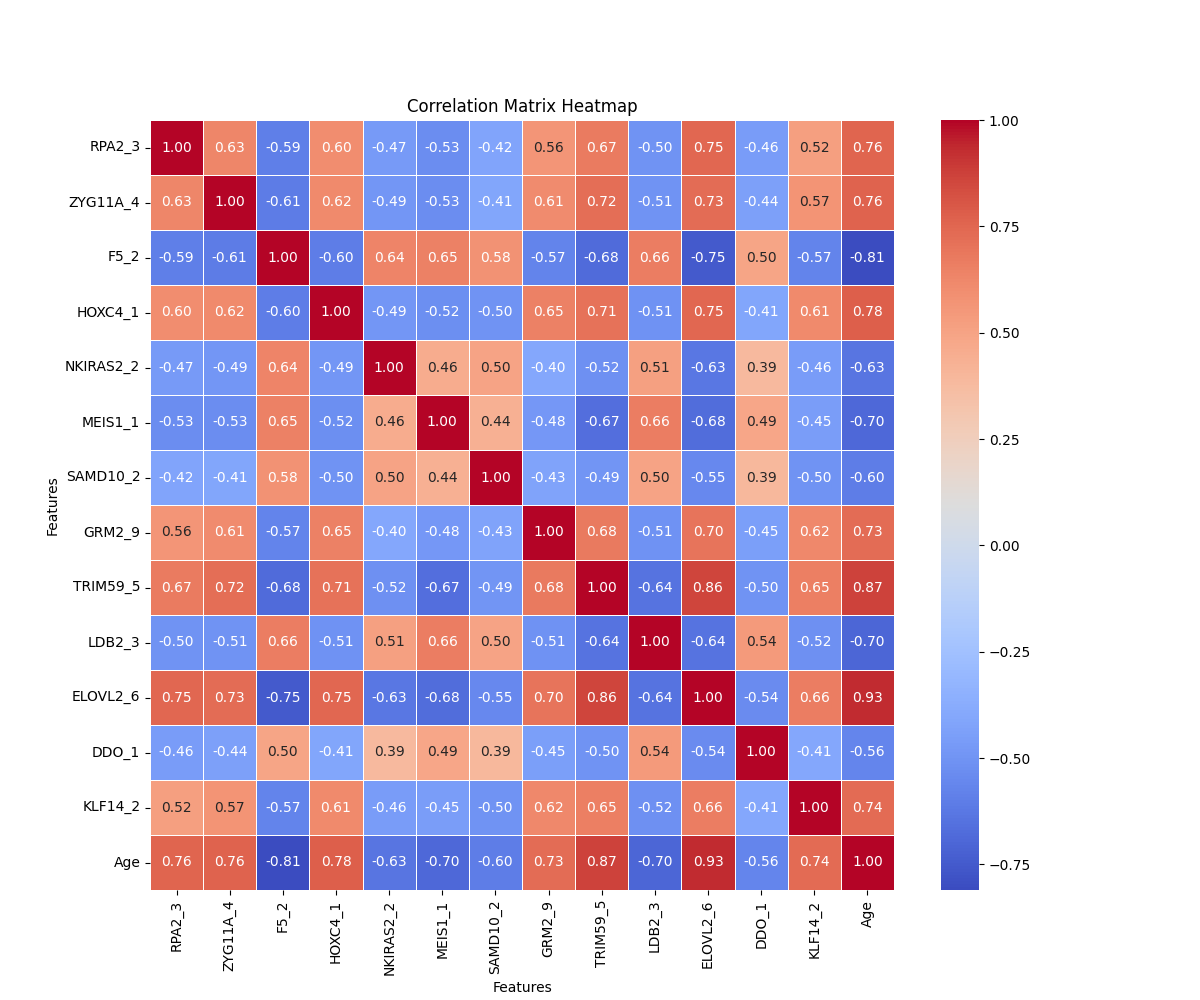 Correlation Matrix Heatmap
RPA2_3 1.00 0.63 -0.59 0.60 -0.47 -0.53 -0.42 0.56 0.67 -0.50 0.75 -0.46 0.52 0.76
ZYG11A_4 0.63 1.00 -0.61 0.62 -0.49 -0.53 -0.41 0.61 0.72 -0.51 0.73 -0.44 0.57 0.76
F5_2 -0.59 -0.61 1.00 -0.60 0.64 0.65 0.58 -0.57 -0.68 0.66 -0.75 0.50 -0.57 -0.81
HOXC4_1 0.60 0.62 -0.60 1.00 -0.49 -0.52 -0.50 0.65 0.71 -0.51 0.75 -0.41 0.61 0.78
NKIRAS2_2 -0.47 -0.49 0.64 -0.49 1.00 0.46 0.50 -0.40 -0.52 0.51 -0.63 0.39 -0.46 -0.63
MEIS1_1 -0.53 -0.53 0.65 -0.52 0.46 1.00 0.44 -0.48 -0.67 0.66 -0.68 0.49 -0.45 -0.70
SAMD10_2 -0.42 -0.41 0.58 -0.50 0.50 0.44 1.00 -0.43 -0.49 0.50 -0.55 0.39 -0.50 -0.60
GRM2_9 0.56 0.61 -0.57 0.65 -0.40 -0.48 -0.43 1.00 0.68 -0.51 0.70 -0.45 0.62 0.73
TRIM59_5 0.67 0.72 -0.68 0.71 -0.52 -0.67 -0.49 0.68 1.00 -0.64 0.86 -0.50 0.65 0.87
LDB2_3 -0.50 -0.51 0.66 -0.51 0.51 0.66 0.50 -0.51 -0.64 1.00 -0.64 0.54 -0.52 -0.70
ELOVL2_6 0.75 0.73 -0.75 0.75 -0.63 -0.68 -0.55 0.70 0.86 -0.64 1.00 -0.54 0.66 0.93
DDO_1 -0.46 -0.44 0.50 -0.41 0.39 0.49 0.39 -0.45 -0.50 0.54 -0.54 1.00 -0.41 -0.56
KLF14_2 0.52 0.57 -0.57 0.61 -0.46 -0.45 -0.50 0.62 0.65 -0.52 0.66 -0.41 1.00 0.74
Age 0.76 0.76 -0.81 0.78 -0.63 -0.70 -0.60 0.73 0.87 -0.70 0.93 -0.56 0.74 1.00
RPA2_3 ZYG11A_4 F5_2 HOXC4_1 NKIRAS2_2 MEIS1_1 SAMD10_2 GRM2_9 TRIM59_5 LDB2_3 ELOVL2_6 DDO_1 KLF14_2 Age
Features
Features
1.00
0.75
0.50
0.25
0.00
−0.25
−0.50
−0.75